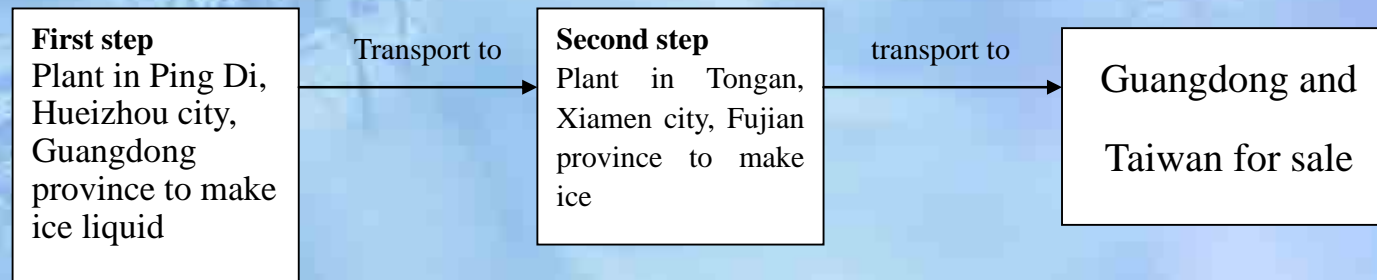 First step
Plant in Ping Di,
Hueizhou city,
Guangdong
province to make
ice liquid
Transport to
Second step
Plant in Tongan,
Xiamen city, Fujian
province to make
ice
transport to
Guangdong and
Taiwan for sale